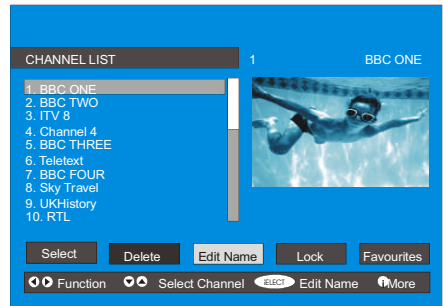 CHANNEL LIST
1 BBC ONE
1. BBC ONE
2. BBC TWO
3. ITV 8
4. Channel 4
5. BBC THREE
6. Teletext
7. BBC FOUR
8. Sky Travel
9. UKHistory
10. RTL
Select Delete Edit Name Lock Favourites
Function Select Channel SELECT Edit Name i More